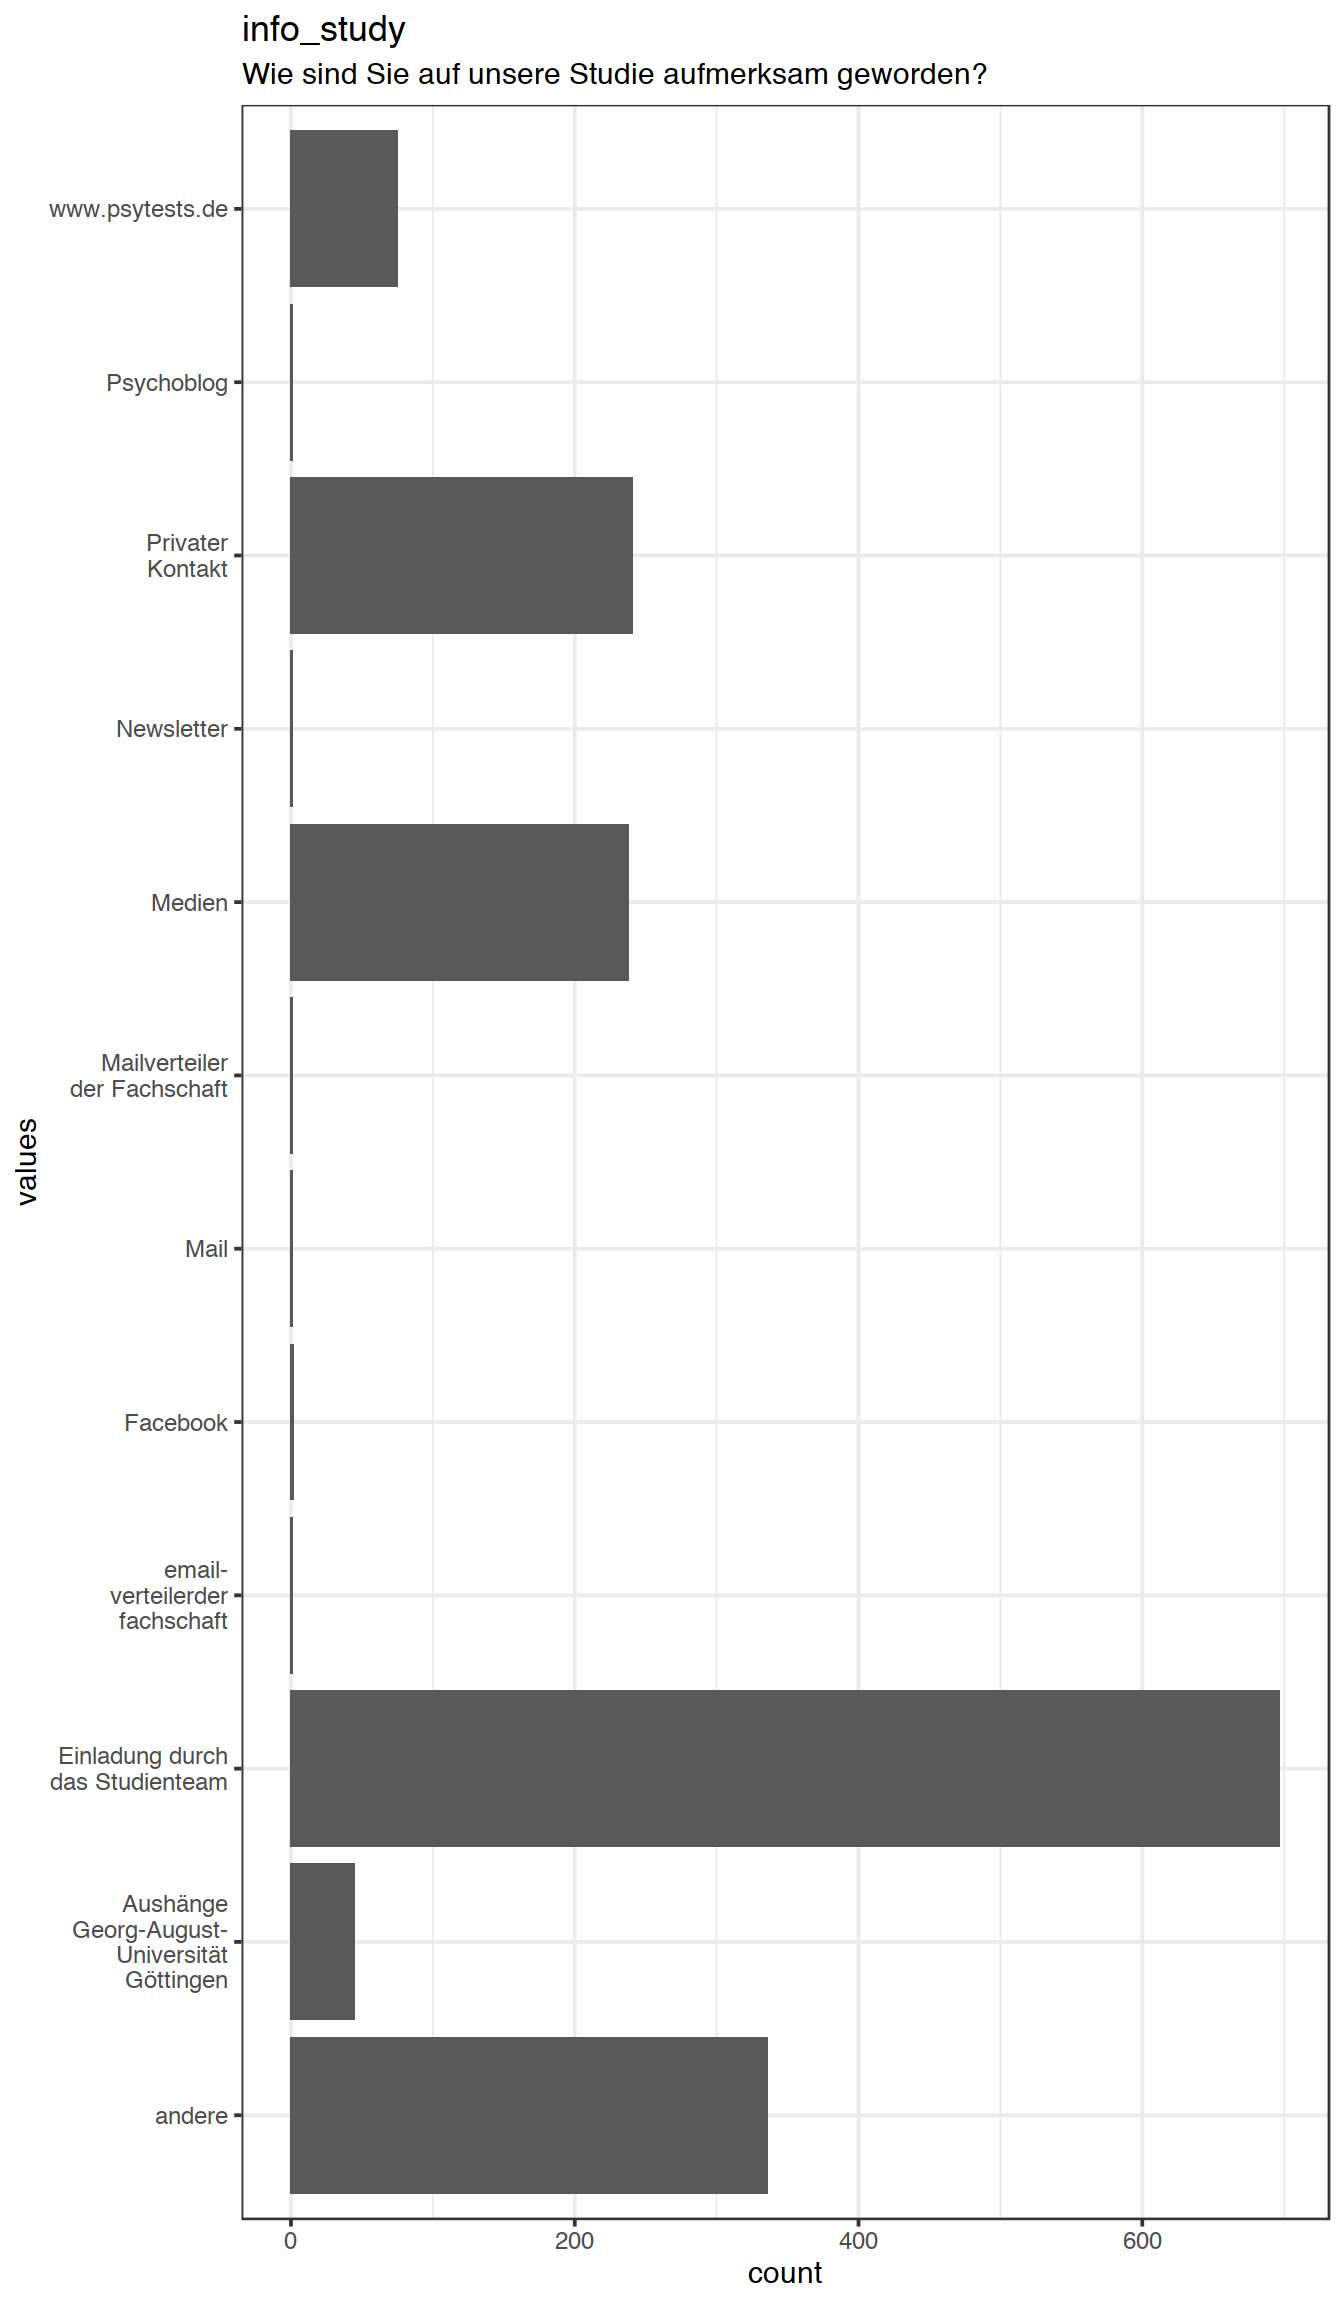 info_study
Wie sind Sie auf unsere Studie aufmerksam geworden?
www.psytests.de
Psychoblog
Privater
Kontakt
Newsletter
Medien
Mailverteiler
der Fachschaft
values
Mail
Facebook
email-
verteilerder
fachschaft
Einladung durch
das Studienteam
Aushänge
Georg-August-
Universität
Göttingen
andere
0
200
400
600
count